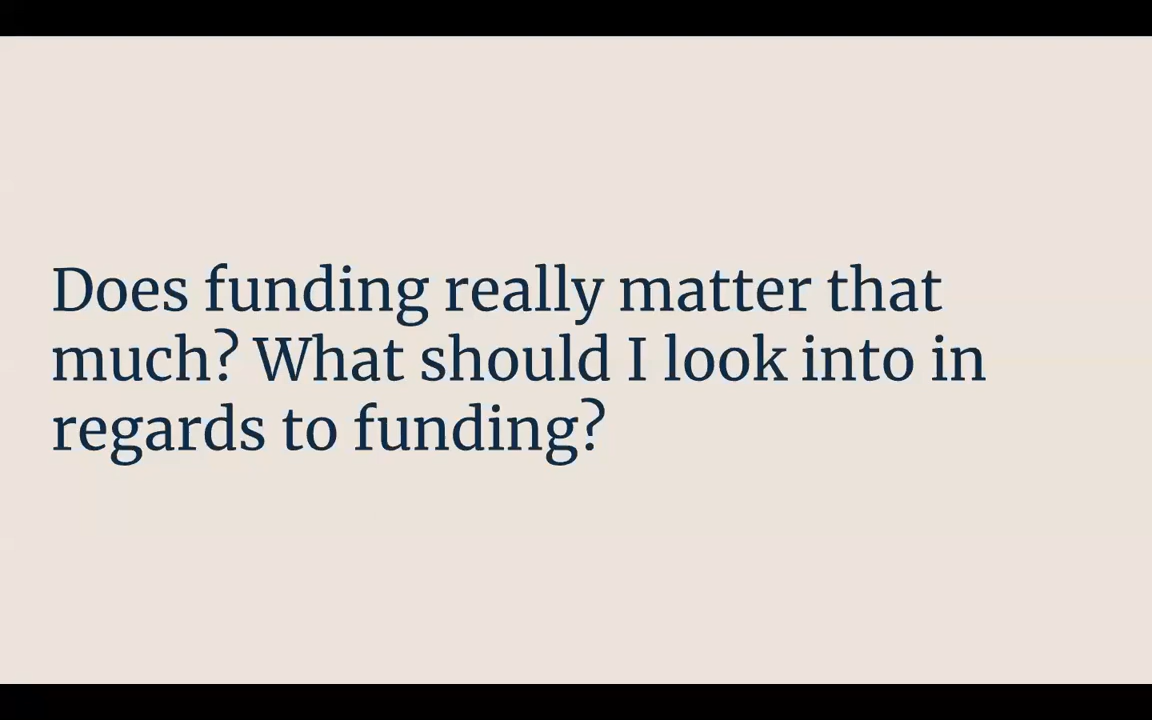 Does funding really matter that
much? What should I look into in
regards to funding?